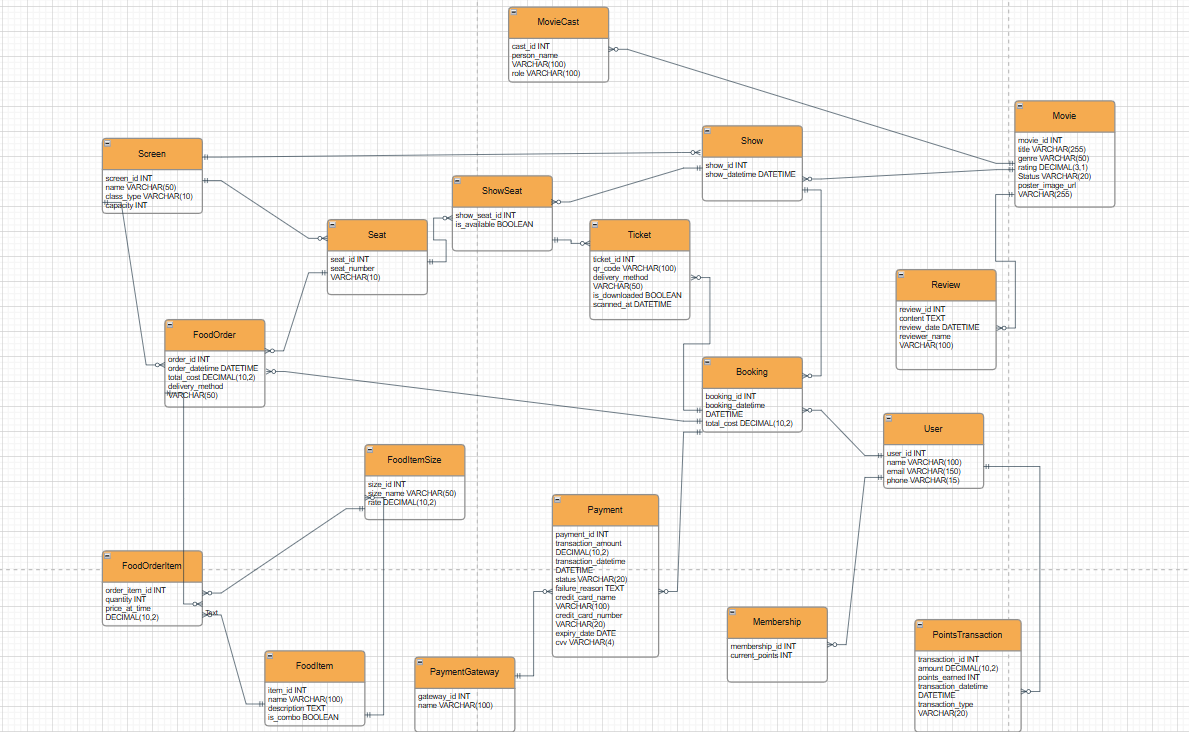 MovieCast
cast_id INT
person_name
VARCHAR(100)
role VARCHAR(100)
Movie
movie_id INT
title VARCHAR(255)
genre VARCHAR(50)
rating DECIMAL(3,1)
Status VARCHAR(20)
poster_image_url
VARCHAR(255)
Screen
screen_id INT
name VARCHAR(50)
class_type VARCHAR(10)
capacity INT
Show
show_id INT
show_datetime DATETIME
ShowSeat
show_seat_id INT
is_available BOOLEAN
Seat
seat_id INT
seat_number
VARCHAR(10)
Ticket
ticket_id INT
qr_code VARCHAR(100)
delivery_method
VARCHAR(50)
is_downloaded BOOLEAN
scanned_at DATETIME
Review
review_id INT
content TEXT
review_date DATETIME
reviewer_name
VARCHAR(100)
FoodOrder
order_id INT
order_datetime DATETIME
total_cost DECIMAL(10,2)
delivery_method
VARCHAR(50)
Booking
booking_id INT
booking_datetime
DATETIME
total_cost DECIMAL(10,2)
User
user_id INT
name VARCHAR(100)
email VARCHAR(150)
phone VARCHAR(15)
FoodItemSize
size_id INT
size_name VARCHAR(50)
rate DECIMAL(10,2)
Payment
payment_id INT
transaction_amount
DECIMAL(10,2)
transaction_datetime
DATETIME
status VARCHAR(20)
failure_reason TEXT
credit_card_name
VARCHAR(100)
credit_card_number
VARCHAR(20)
expiry_date DATE
cvv VARCHAR(4)
FoodOrderItem
order_item_id INT
quantity INT
price_at_time
DECIMAL(10,2)
Text
Membership
membership_id INT
current_points INT
PointsTransaction
transaction_id INT
amount DECIMAL(10,2)
points_earned INT
transaction_datetime
DATETIME
transaction_type
VARCHAR(20)
FoodItem
item_id INT
name VARCHAR(100)
description TEXT
is_combo BOOLEAN
PaymentGateway
gateway_id INT
name VARCHAR(100)